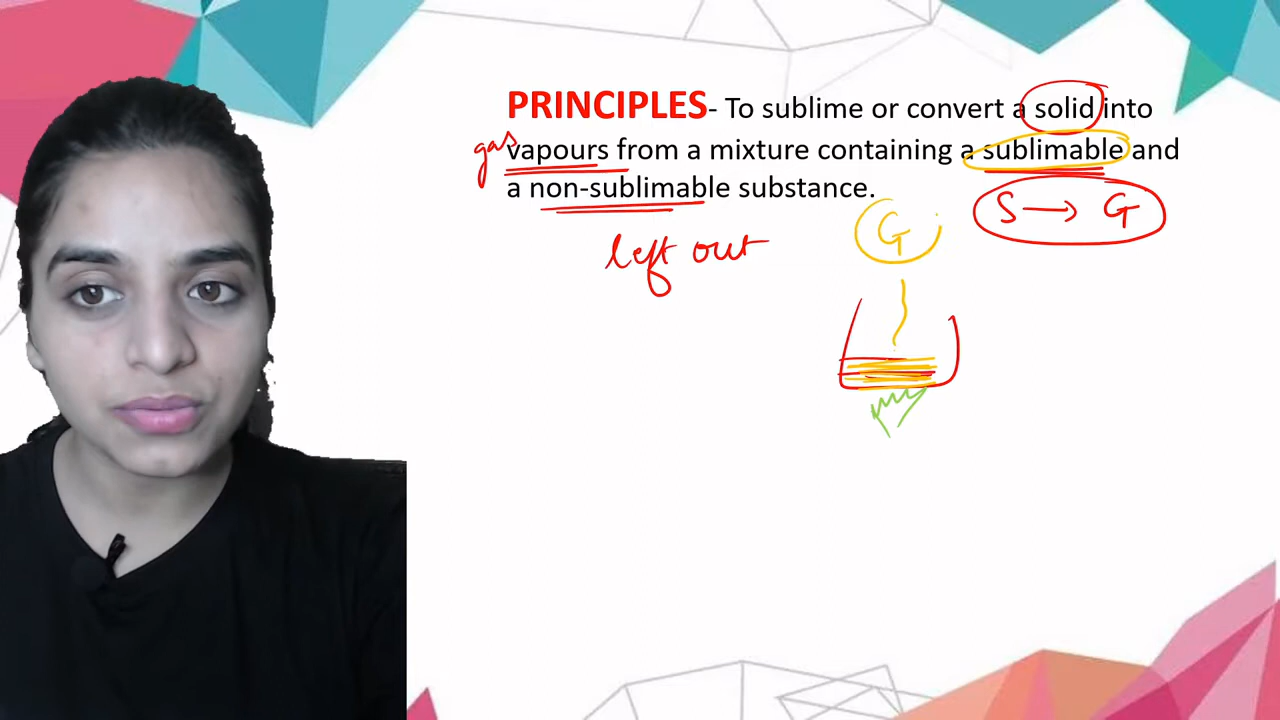 PRINCIPLES- To sublime or convert a solid into
gas
vapours from a mixture containing a sublimable and
a non-sublimable substance.
S → G
G
left out